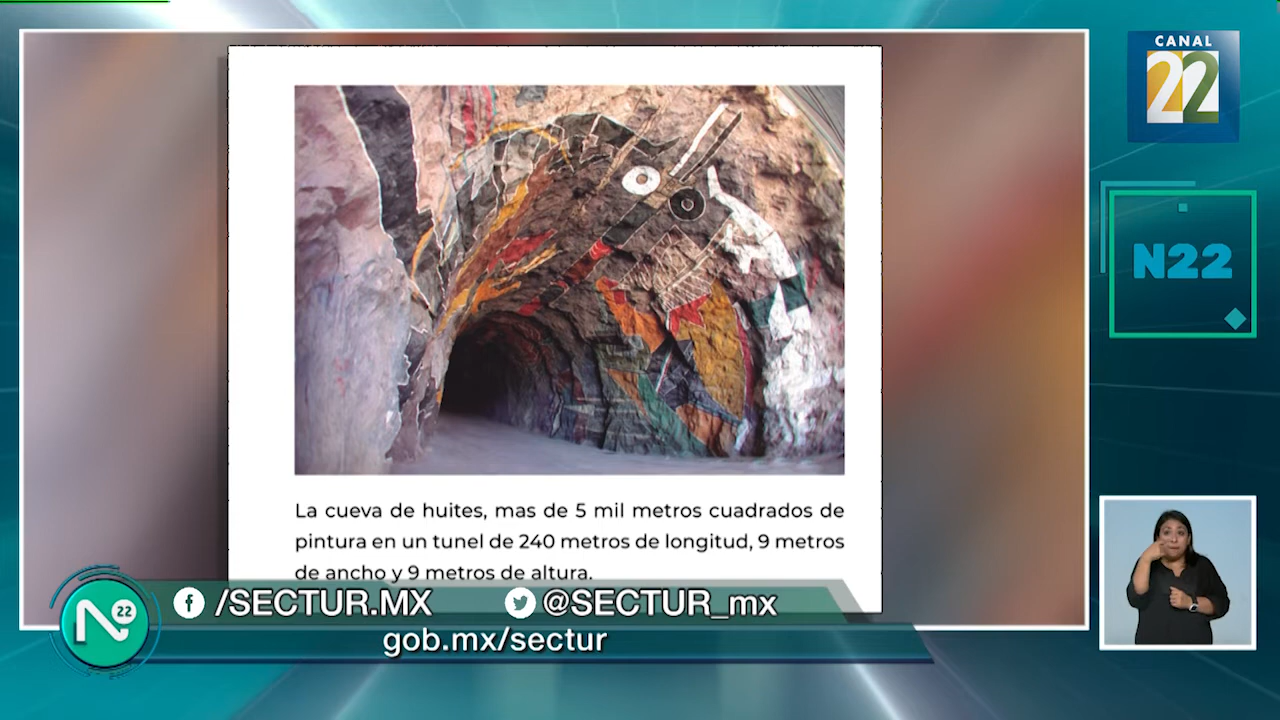 CANAL
22
N22
La cueva de huites, mas de 5 mil metros cuadrados de
pintura en un tunel de 240 metros de longitud, 9 metros
de ancho y 9 metros de altura.
N22
/SECTUR.MX
@SECTUR_mx
gob.mx/sectur